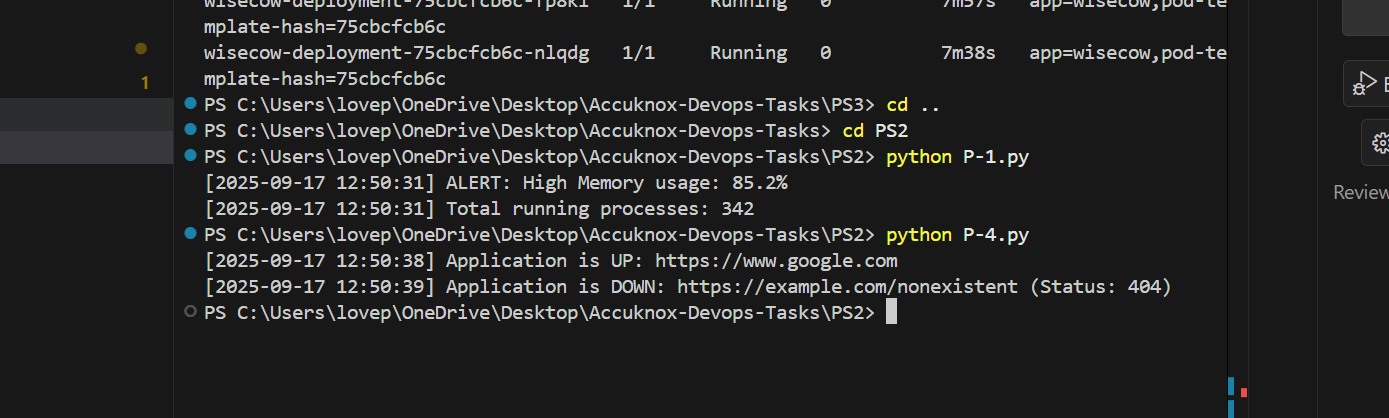 wisecow-deployment-75cbcfcb6c-fp8kl 1/1 Running 0 7m57s app=wisecow,pod-te
mplate-hash=75cbcfcb6c
wisecow-deployment-75cbcfcb6c-nlqdg 1/1 Running 0 7m38s app=wisecow,pod-te
mplate-hash=75cbcfcb6c
1
PS C:\Users\lovep\OneDrive\Desktop\Accuknox-Devops-Tasks\PS3> cd ..
PS C:\Users\lovep\OneDrive\Desktop\Accuknox-Devops-Tasks> cd PS2
PS C:\Users\lovep\OneDrive\Desktop\Accuknox-Devops-Tasks\PS2> python P-1.py
[2025-09-17 12:50:31] ALERT: High Memory usage: 85.2%
[2025-09-17 12:50:31] Total running processes: 342
PS C:\Users\lovep\OneDrive\Desktop\Accuknox-Devops-Tasks\PS2> python P-4.py
[2025-09-17 12:50:38] Application is UP: https://www.google.com
[2025-09-17 12:50:39] Application is DOWN: https://example.com/nonexistent (Status: 404)
PS C:\Users\lovep\OneDrive\Desktop\Accuknox-Devops-Tasks\PS2>
Review